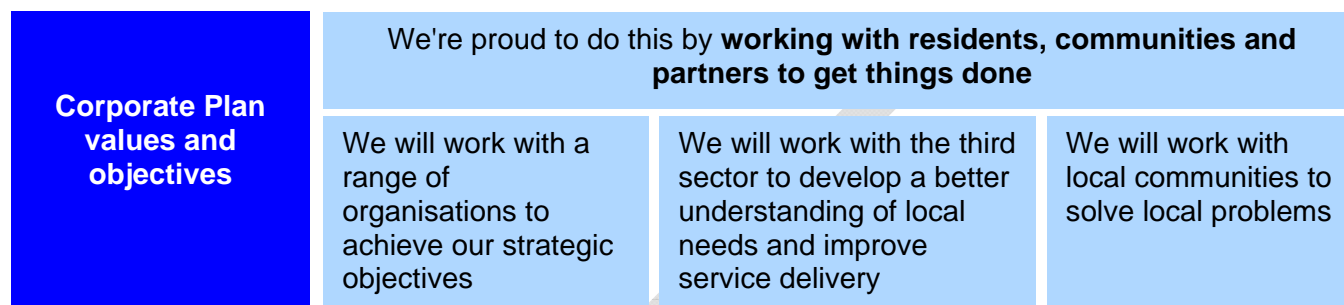 Corporate Plan
values and
objectives
We're proud to do this by working with residents, communities and
partners to get things done
We will work with a
range of
organisations to
achieve our strategic
objectives
We will work with the third
sector to develop a better
understanding of local
needs and improve
service delivery
We will work with
local communities to
solve local problems